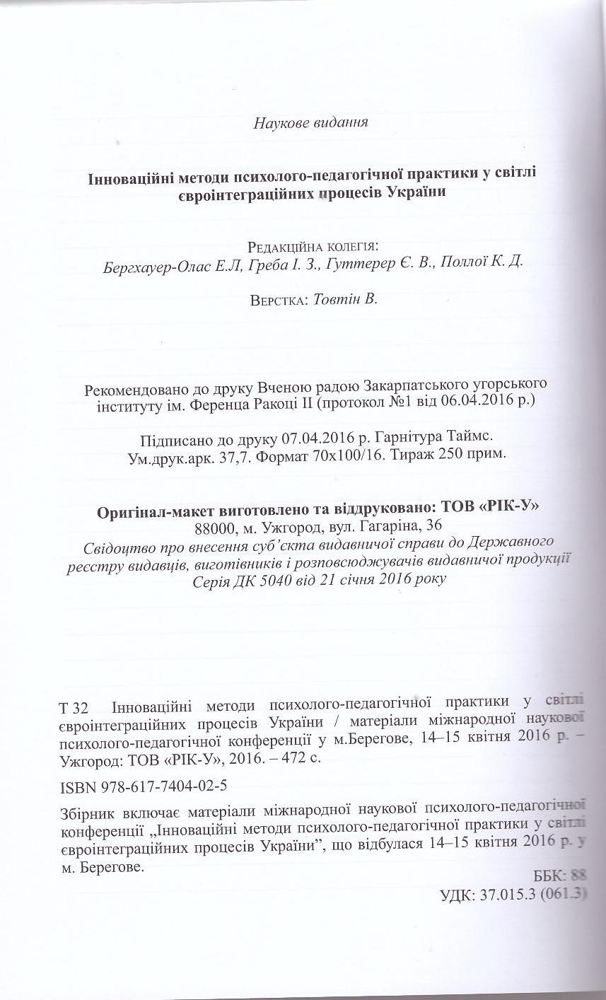 Наукове видання
Інноваційні методи психолого-педагогічної практики у світлі
євроінтеграційних процесів України
Редакційна колегія:
Бергхауер-Олас Е.Л, Греба І. З., Гуттерер Є. В., Поллої К. Д.
Верстка: Товтін В.
Рекомендовано до друку Вченою радою Закарпатського угорського
інституту ім. Ференца Ракоці ІІ (протокол №1 від 06.04.2016 р.)
Підписано до друку 07.04.2016 р. Гарнітура Таймс.
Ум.друк.арк. 37,7. Формат 70х100/16. Тираж 250 прим.
Оригінал-макет виготовлено та віддруковано: ТОВ «РІК-У»
88000, м. Ужгород, вул. Гагаріна, 36
Свідоцтво про внесення суб’єкта видавничої справи до Державного
реєстру видавців, виготівників і розповсюджувачів видавничої продукції
Серія ДК 5040 від 21 січня 2016 року
Т 32 Інноваційні методи психолого-педагогічної практики у світлі
євроінтеграційних процесів України / матеріали міжнародної наукової
психолого-педагогічної конференції у м.Берегове, 14–15 квітня 2016 р. –
Ужгород: ТОВ «РІК-У», 2016. – 472 с.
ISBN 978-617-7404-02-5
Збірник включає матеріали міжнародної наукової психолого-педагогічної
конференції „Інноваційні методи психолого-педагогічної практики у світлі
євроінтеграційних процесів України”, що відбулася 14–15 квітня 2016 р. у
м. Берегове.
ББК: 88
УДК: 37.015.3 (061.3)